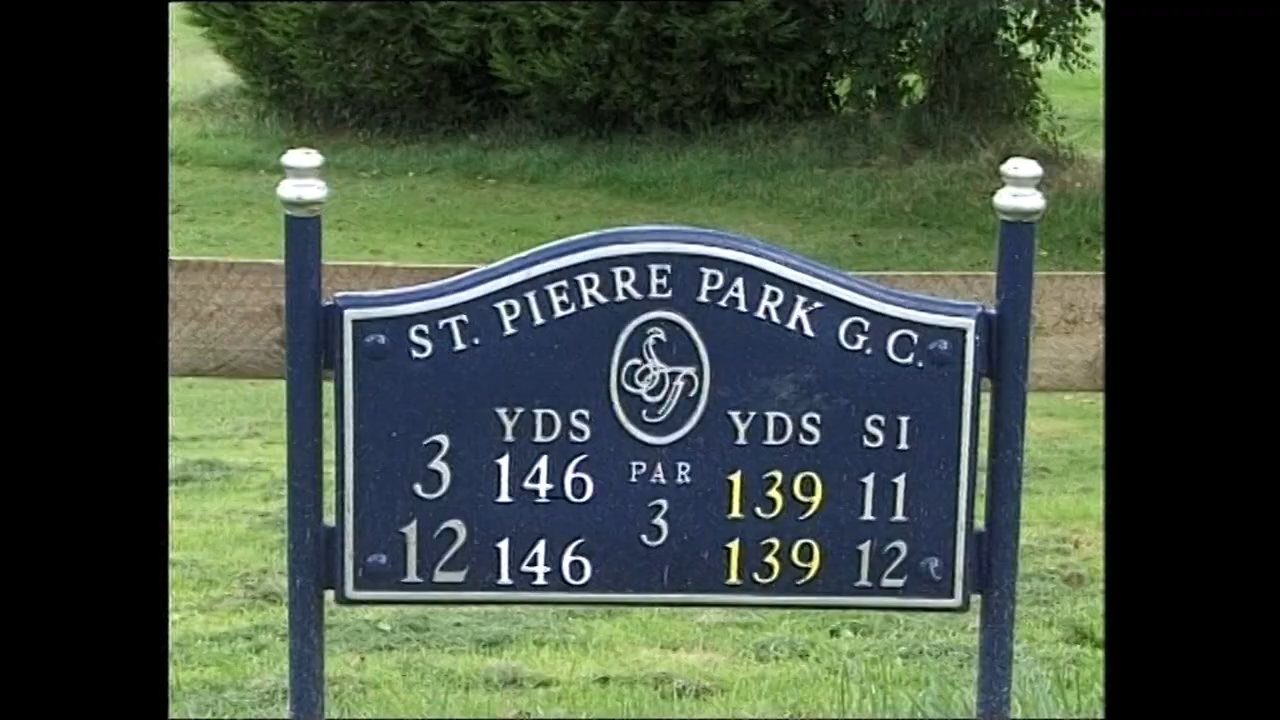 ST. PIERRE PARK G.C.
YDS YDS SI
3 146 PAR 139 11
3
12 146 139 12